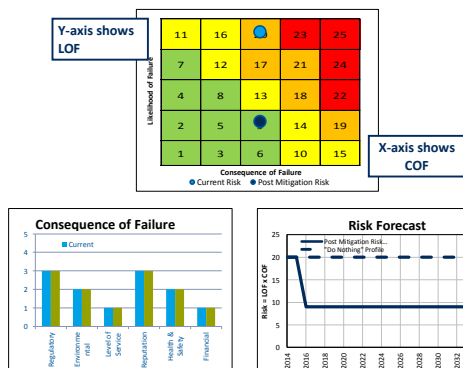 Y-axis shows
LOF
Likelihood of Failure
11 16 23 25
7 12 17 21 24
4 8 13 18 22
2 5 14 19
1 3 6 10 15
Consequence of Failure
Current Risk Post Mitigation Risk
X-axis shows
COF
Consequence of Failure
5
4
3
2
1
0
Current
Regulatory
Environme
ntal
Level of
Service
Reputation
Health &
Safety
Financial
Risk Forecast
Risk = LOF x COF
25
20
15
10
5
0
Post Mitigation Risk...
"Do Nothing" Profile
2014 2016 2018 2020 2022 2024 2026 2028 2030 2032